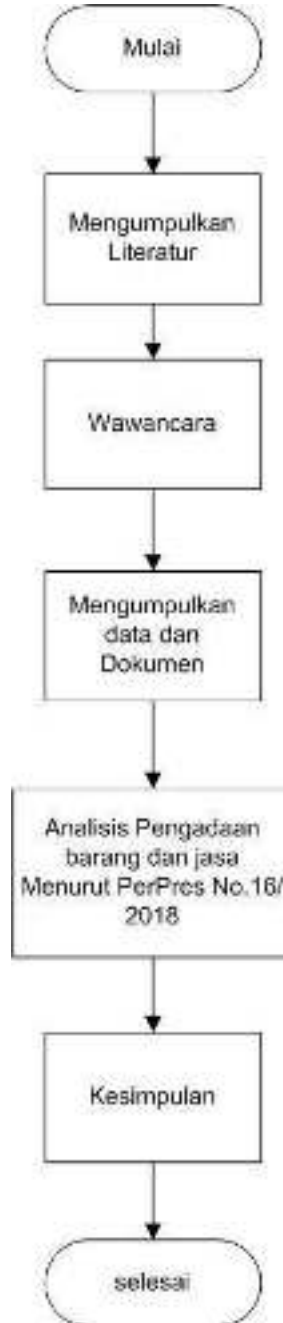 Mulai
Mengumpulkan
Literatur
Wawancara
Mengumpulkan
data dan
Dokumen
Analisis Pengadaan
barang dan jasa
Menurut PerPres No.16/
2018
Kesimpulan
selesai